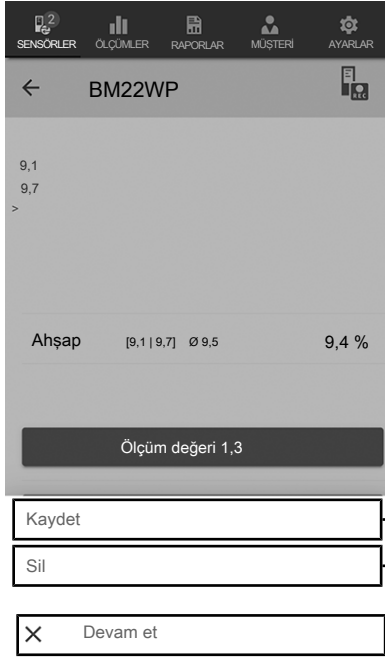 2
SENSÖRLER ÖLÇÜMLER RAPORLAR MÜŞTERİ AYARLAR
BM22WP
REC
9,1
9,7
>
Ahşap [9,1 | 9,7] Ø 9,5 9,4 %
Ölçüm değeri 1,3
Kaydet
Sil
Devam et